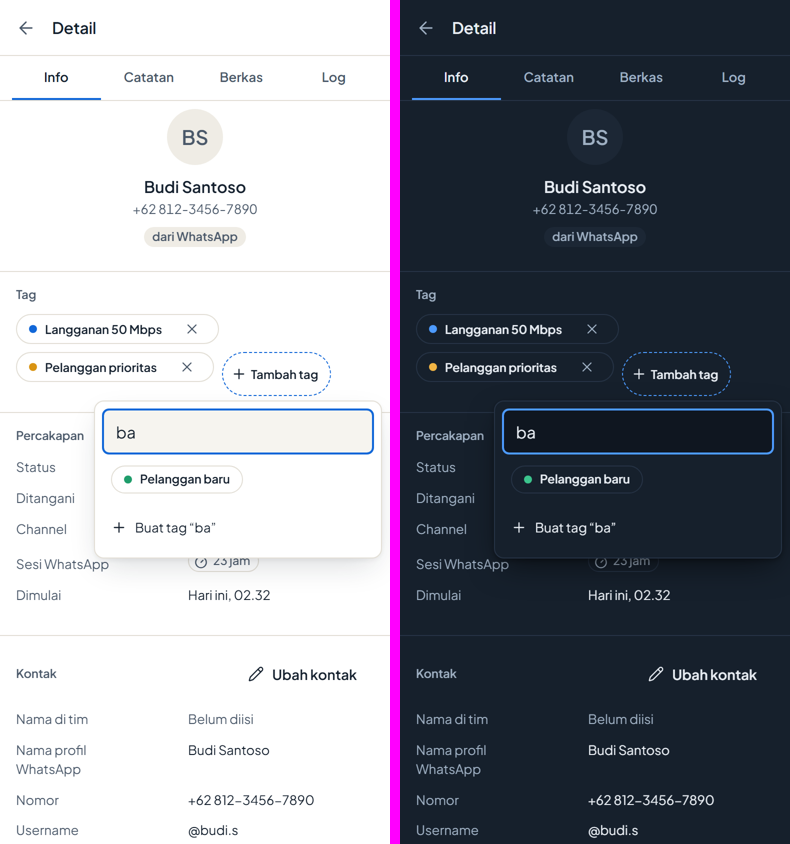 Detail
Info Catatan Berkas Log
BS
Budi Santoso
+62 812-3456-7890
dari WhatsApp
Tag
Langganan 50 Mbps
Pelanggan prioritas
+ Tambah tag
ba
Pelanggan baru
+ Buat tag “ba”
Percakapan
Status
Ditangani
Channel
Sesi WhatsApp 23 jam
Dimulai Hari ini, 02.32
Kontak Ubah kontak
Nama di tim Belum diisi
Nama profil WhatsApp Budi Santoso
Nomor +62 812-3456-7890
Username @budi.s
Detail
Info Catatan Berkas Log
BS
Budi Santoso
+62 812-3456-7890
dari WhatsApp
Tag
Langganan 50 Mbps
Pelanggan prioritas
+ Tambah tag
ba
Pelanggan baru
+ Buat tag “ba”
Percakapan
Status
Ditangani
Channel
Sesi WhatsApp 23 jam
Dimulai Hari ini, 02.32
Kontak Ubah kontak
Nama di tim Belum diisi
Nama profil WhatsApp Budi Santoso
Nomor +62 812-3456-7890
Username @budi.s